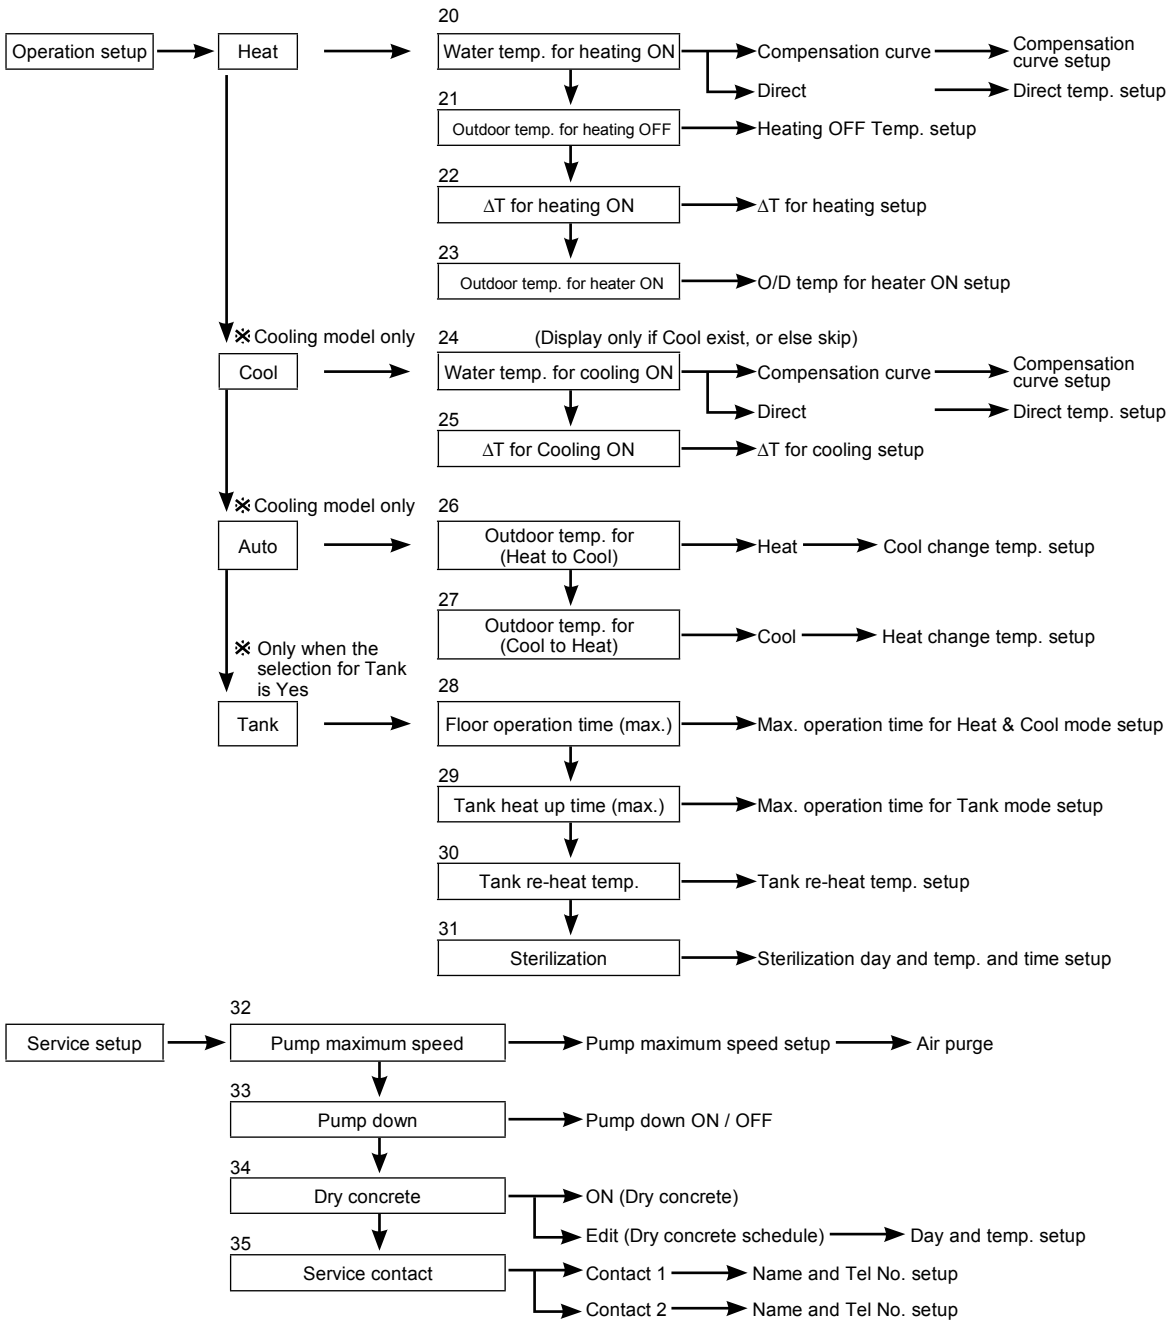 20
Operation setup
Heat
Water temp. for heating ON
Compensation curve
Compensation
curve setup
Direct
Direct temp. setup
21
Outdoor temp. for heating OFF
Heating OFF Temp. setup
22
ΔT for heating ON
ΔT for heating setup
23
Outdoor temp. for heater ON
O/D temp for heater ON setup
※ Cooling model only
24
(Display only if Cool exist, or else skip)
Cool
Water temp. for cooling ON
Compensation curve
Compensation
curve setup
Direct
Direct temp. setup
25
ΔT for Cooling ON
ΔT for cooling setup
※ Cooling model only
26
Auto
Outdoor temp. for
(Heat to Cool)
Heat
Cool change temp. setup
27
Outdoor temp. for
(Cool to Heat)
Cool
Heat change temp. setup
※ Only when the
selection for Tank
is Yes
28
Tank
Floor operation time (max.)
Max. operation time for Heat & Cool mode setup
29
Tank heat up time (max.)
Max. operation time for Tank mode setup
30
Tank re-heat temp.
Tank re-heat temp. setup
31
Sterilization
Sterilization day and temp. and time setup
32
Service setup
Pump maximum speed
Pump maximum speed setup
Air purge
33
Pump down
Pump down ON / OFF
34
Dry concrete
ON (Dry concrete)
Edit (Dry concrete schedule)
Day and temp. setup
35
Service contact
Contact 1
Name and Tel No. setup
Contact 2
Name and Tel No. setup